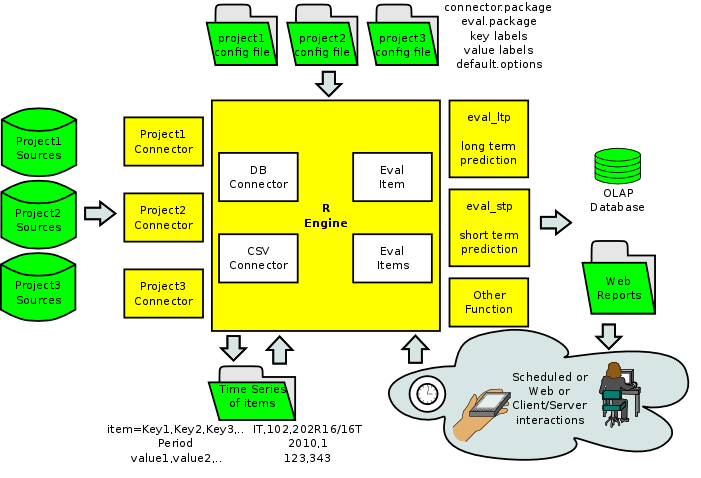 connector.package
eval.package
key labels
value labels
default.options
project1
config file
project2
config file
project3
config file
Project1
Sources
Project2
Sources
Project3
Sources
Project1
Connector
Project2
Connector
Project3
Connector
DB
Connector
CSV
Connector
R
Engine
Eval
Item
Eval
Items
eval_ltp
long term
prediction
eval_stp
short term
prediction
Other
Function
OLAP
Database
Web
Reports
Time Series
of items
item=Key1,Key2,Key3,.. IT,102,202R16/16T
Period 2010,1
value1,value2,.. 123,343
Scheduled or
Web or
Client/Server
interactions